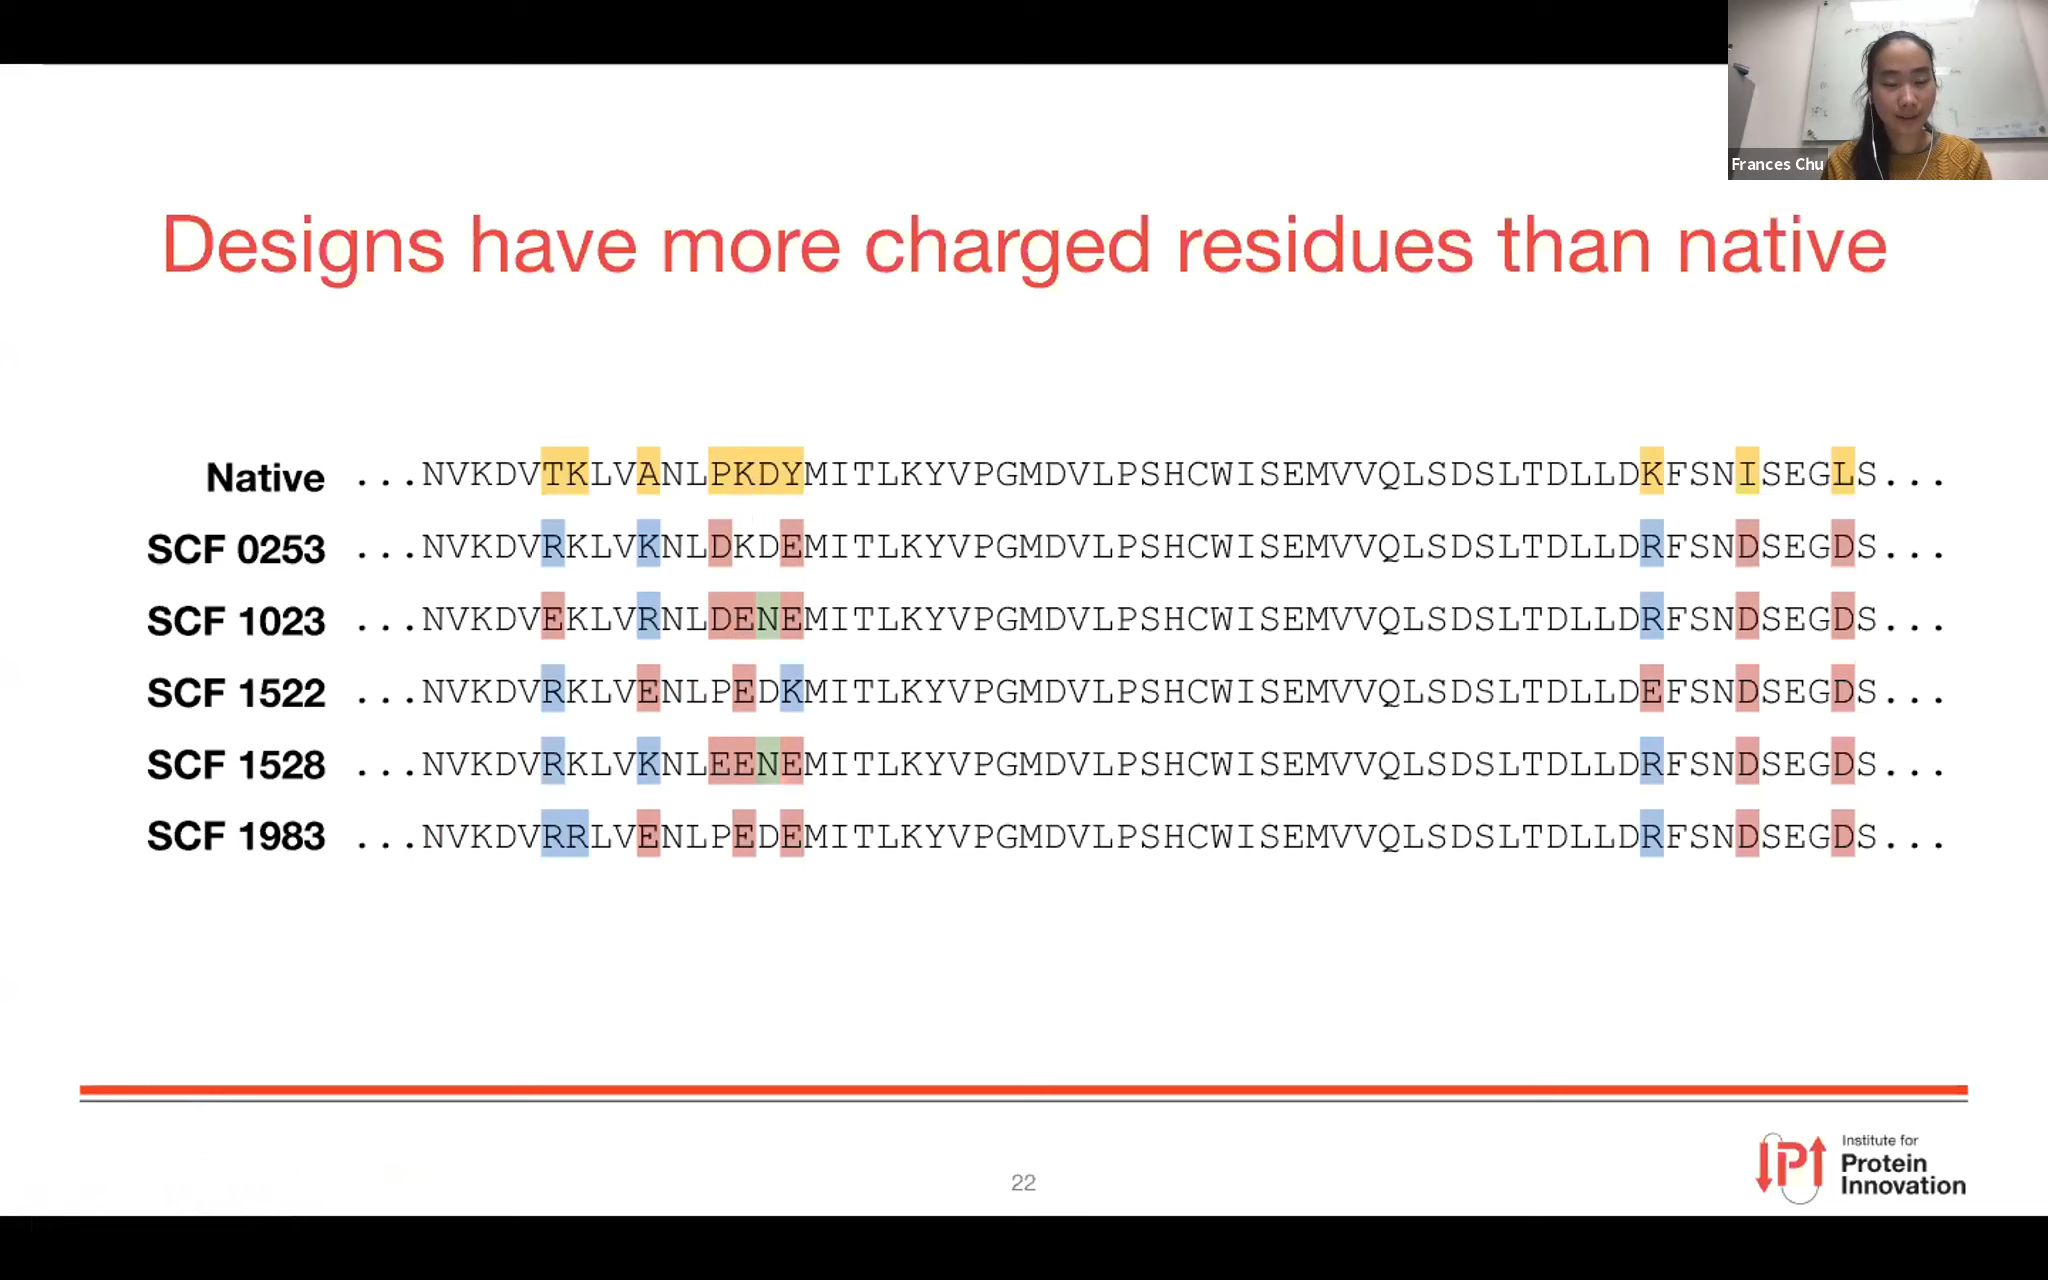 Frances Chu
Designs have more charged residues than native
Native ...NVKDVTKLVANLPKDYMITLKYVPGMDVLPSHCWISEMVVQLSDSLTDLLDKFSNISEGLS...
SCF 0253 ...NVKDVRKLVKNLDKDEMITLKYVPGMDVLPSHCWISEMVVQLSDSLTDLLDRFSNDSEGDS...
SCF 1023 ...NVKDVEKLVRNLDENEMITLKYVPGMDVLPSHCWISEMVVQLSDSLTDLLDRFSNDSEGDS...
SCF 1522 ...NVKDVRKLVENLPEDKMITLKYVPGMDVLPSHCWISEMVVQLSDSLTDLLDEFSNDSEGDS...
SCF 1528 ...NVKDVRKLVKNLEENEMITLKYVPGMDVLPSHCWISEMVVQLSDSLTDLLDRFSNDSEGDS...
SCF 1983 ...NVKDVRRLVENLPEDEMITLKYVPGMDVLPSHCWISEMVVQLSDSLTDLLDRFSNDSEGDS...
22
IPI
Institute for
Protein
Innovation